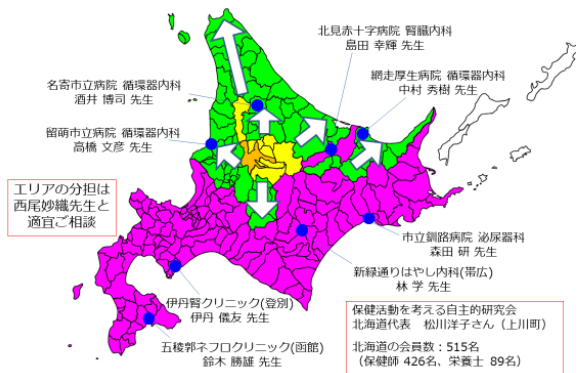 北見赤十字病院 腎臓内科
島田 幸輝 先生
名寄市立病院 循環器内科
酒井 博司 先生
網走厚生病院 循環器内科
中村 秀樹 先生
留萌市立病院 循環器内科
高橋 文彦 先生
エリアの分担は
西尾妙織先生と
適宜ご相談
市立釧路病院 泌尿器科
森田 研 先生
新緑通りはやし内科(帯広)
林 学 先生
伊丹腎クリニック(登別)
伊丹 儀友 先生
五稜郭ネフロクリニック(函館)
鈴木 勝雄 先生
保健活動を考える自主的研究会
北海道代表 松川洋子さん（上川町）
北海道の会員数：515名
（保健師 426名、栄養士 89名）